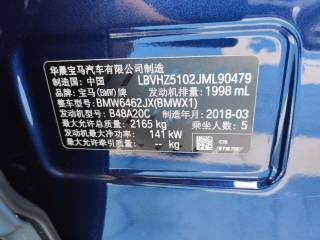 华晨宝马汽车有限公司制造
制造国：中国 LBVHZ5102JML90479
品牌：宝马(BMW)牌 发动机排量：1998 mL
整车型号：BMW6462JX(BMWX1)
发动机型号：B48A20C 制造年月：2018-03
最大允许总质量：2165 kg 乘坐人数：5
发动机最大净功率：141 kW
最大允许牵引质量： -- kg